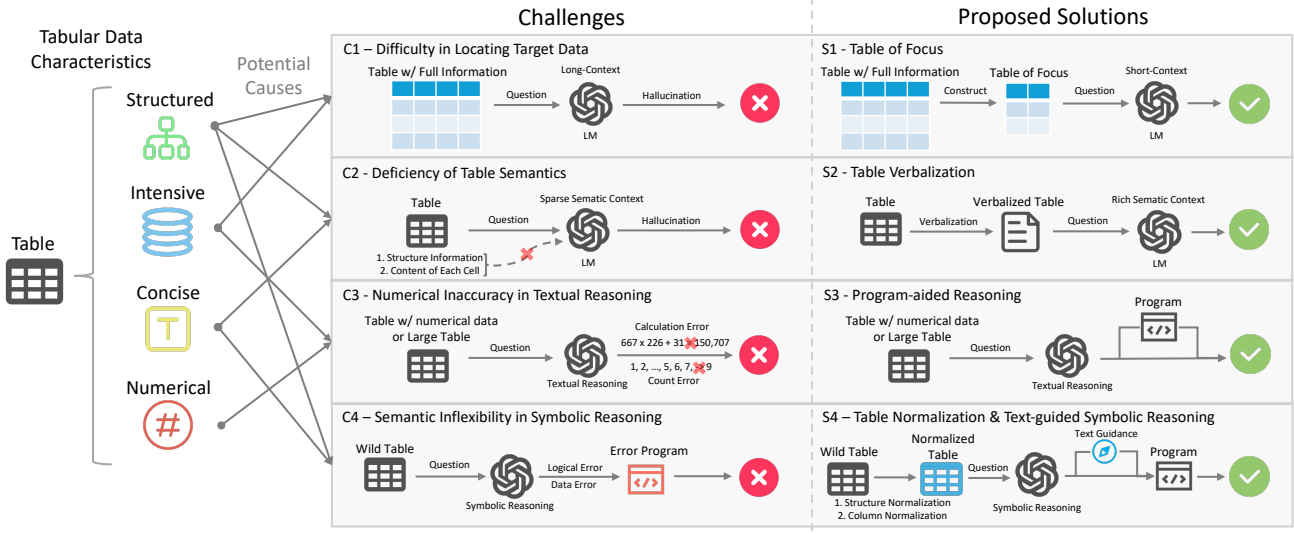 Challenges
Proposed Solutions
Tabular Data
Characteristics
Potential
Causes
Table
Structured
Intensive
Concise
T
Numerical
#
C1 – Difficulty in Locating Target Data
Table w/ Full Information
Question
Long-Context
LM
Hallucination
S1 - Table of Focus
Table w/ Full Information
Construct
Table of Focus
Question
Short-Context
LM
C2 - Deficiency of Table Semantics
Table
Question
Sparse Sematic Context
Hallucination
1. Structure Information
2. Content of Each Cell
LM
S2 - Table Verbalization
Table
Verbalization
Verbalized Table
Question
Rich Sematic Context
LM
C3 - Numerical Inaccuracy in Textual Reasoning
Table w/ numerical data
or Large Table
Question
Textual Reasoning
Calculation Error
667 x 226 + 31 = 150,707
1, 2, ..., 5, 6, 7, -> 9
Count Error
S3 - Program-aided Reasoning
Table w/ numerical data
or Large Table
Question
Textual Reasoning
Program
</>
C4 – Semantic Inflexibility in Symbolic Reasoning
Wild Table
Question
Symbolic Reasoning
Logical Error
Data Error
Error Program
</>
S4 – Table Normalization & Text-guided Symbolic Reasoning
Wild Table
Normalized
Table
1. Structure Normalization
2. Column Normalization
Question
Symbolic Reasoning
Text Guidance
Program
</>